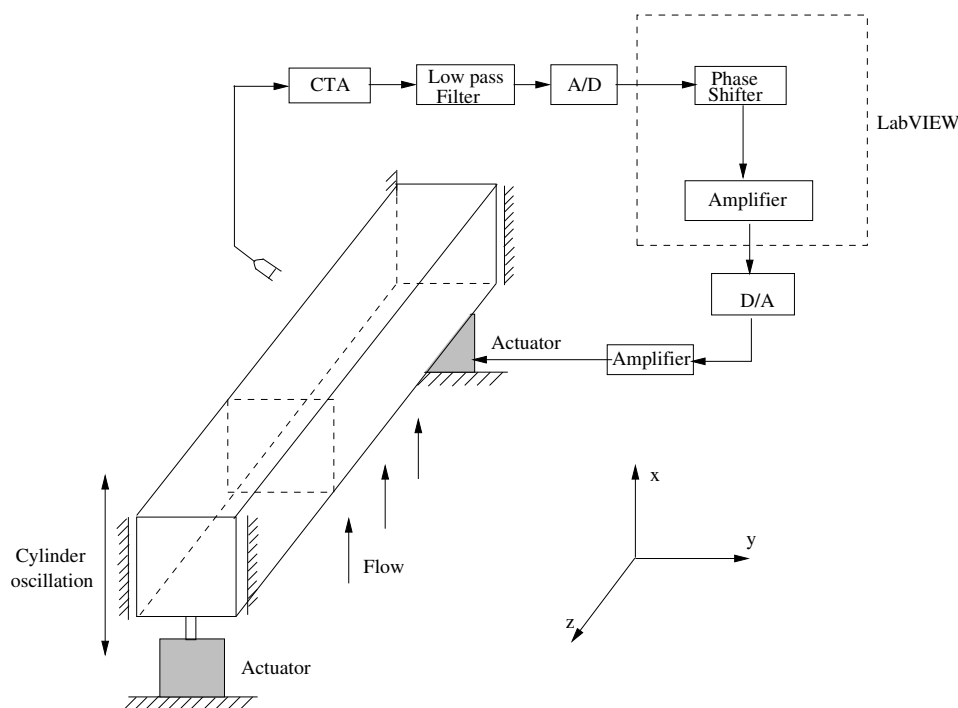 CTA
Low pass
Filter
A/D
Phase
Shifter
LabVIEW
Amplifier
D/A
Actuator
Amplifier
x
y
z
Cylinder
oscillation
Flow
Actuator